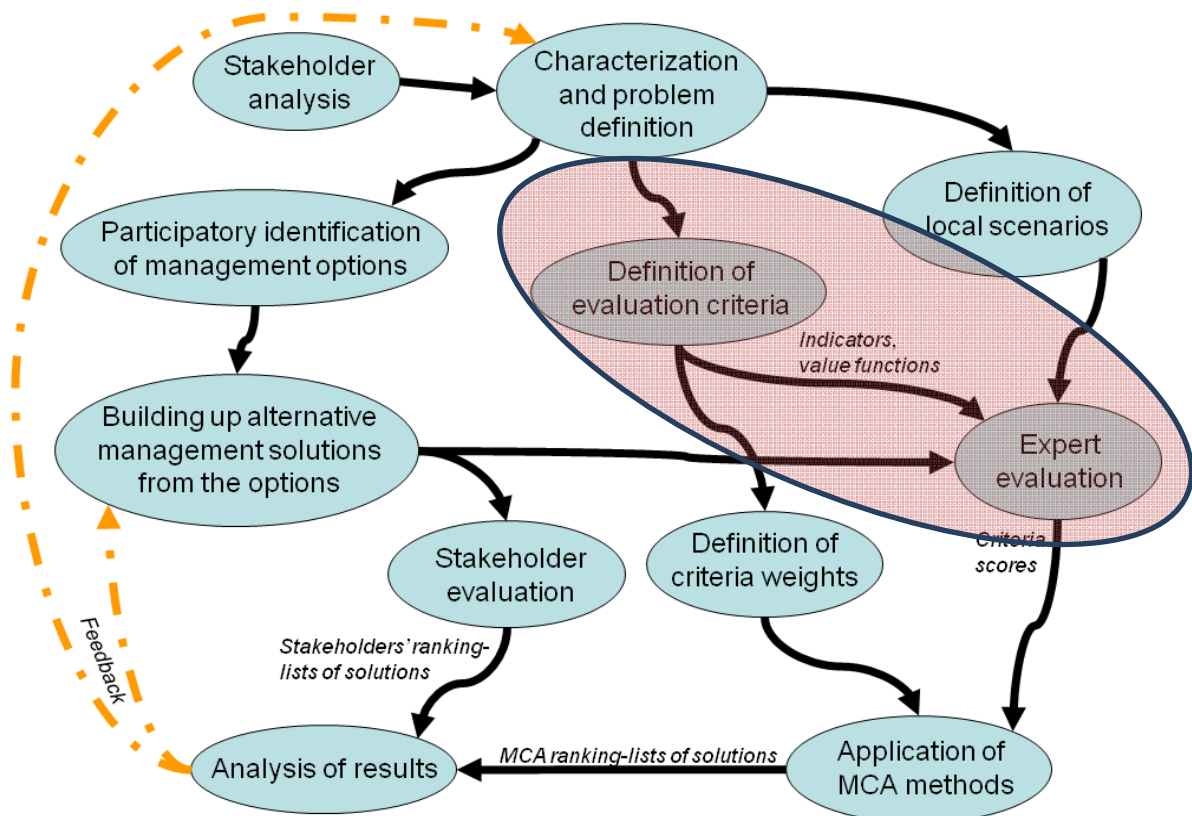 Stakeholder
analysis
Characterization
and problem
definition
Definition of
local scenarios
Participatory identification
of management options
Definition of
evaluation criteria
Indicators,
value functions
Building up alternative
management solutions
from the options
Expert
evaluation
Criteria
scores
Stakeholder
evaluation
Definition of
criteria weights
Feedback
Stakeholders' ranking-
lists of solutions
Analysis of results
MCA ranking-lists of solutions
Application of
MCA methods